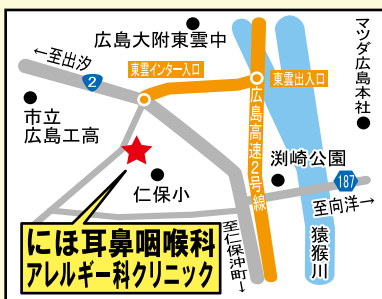 広島大附東雲中
マツダ広島本社
←至出汐
2
東雲インター入口
東雲出入口
市立
広島工高
広島高速2号線
渕崎公園
仁保小
187
至向洋→
至仁保沖町→
猿猴川
にほ耳鼻咽喉科
アレルギー科クリニック